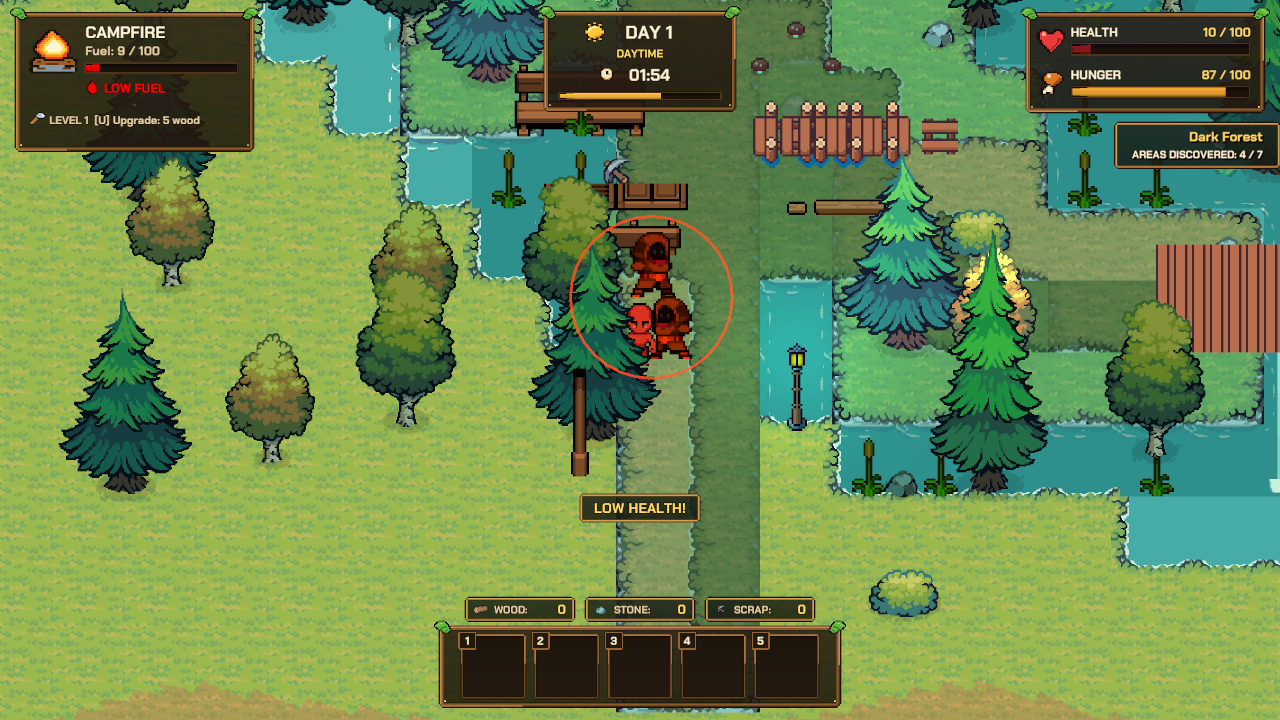 CAMPFIRE
Fuel: 9 / 100
LOW FUEL
LEVEL 1 [U] Upgrade: 5 wood
DAY 1
DAYTIME
01:54
HEALTH 10 / 100
HUNGER 87 / 100
Dark Forest
AREAS DISCOVERED: 4 / 7
LOW HEALTH!
WOOD: 0
STONE: 0
SCRAP: 0
1 2 3 4 5